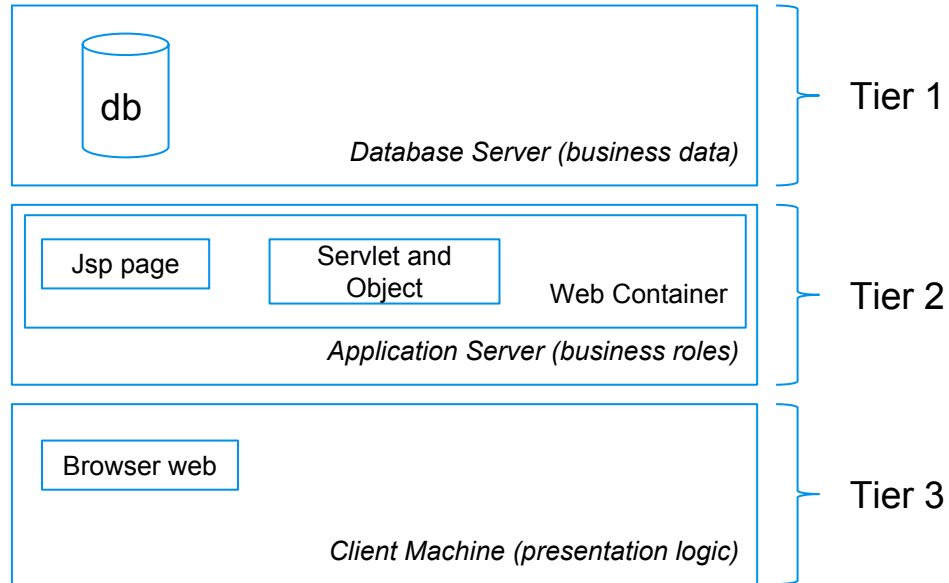 db
Database Server (business data)
Tier 1
Jsp page
Servlet and
Object
Web Container
Application Server (business roles)
Tier 2
Browser web
Client Machine (presentation logic)
Tier 3